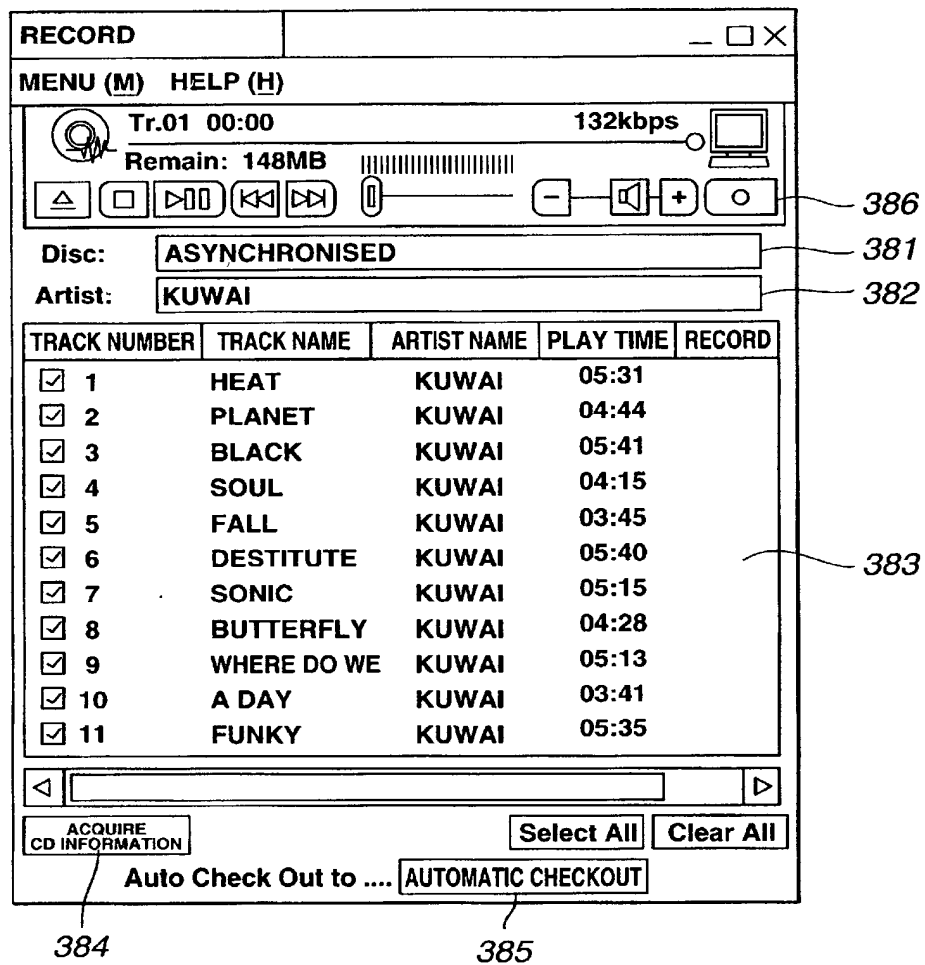 RECORD
MENU (M) HELP (H)
Tr.01 00:00 132kbps
Remain: 148MB
386
Disc: ASYNCHRONISED 381
Artist: KUWAI 382
TRACK NUMBER TRACK NAME ARTIST NAME PLAY TIME RECORD
1 HEAT KUWAI 05:31
2 PLANET KUWAI 04:44
3 BLACK KUWAI 05:41
4 SOUL KUWAI 04:15
5 FALL KUWAI 03:45
6 DESTITUTE KUWAI 05:40
383
7 SONIC KUWAI 05:15
8 BUTTERFLY KUWAI 04:28
9 WHERE DO WE KUWAI 05:13
10 A DAY KUWAI 03:41
11 FUNKY KUWAI 05:35
ACQUIRE
CD INFORMATION
Select All Clear All
Auto Check Out to .... AUTOMATIC CHECKOUT
384 385